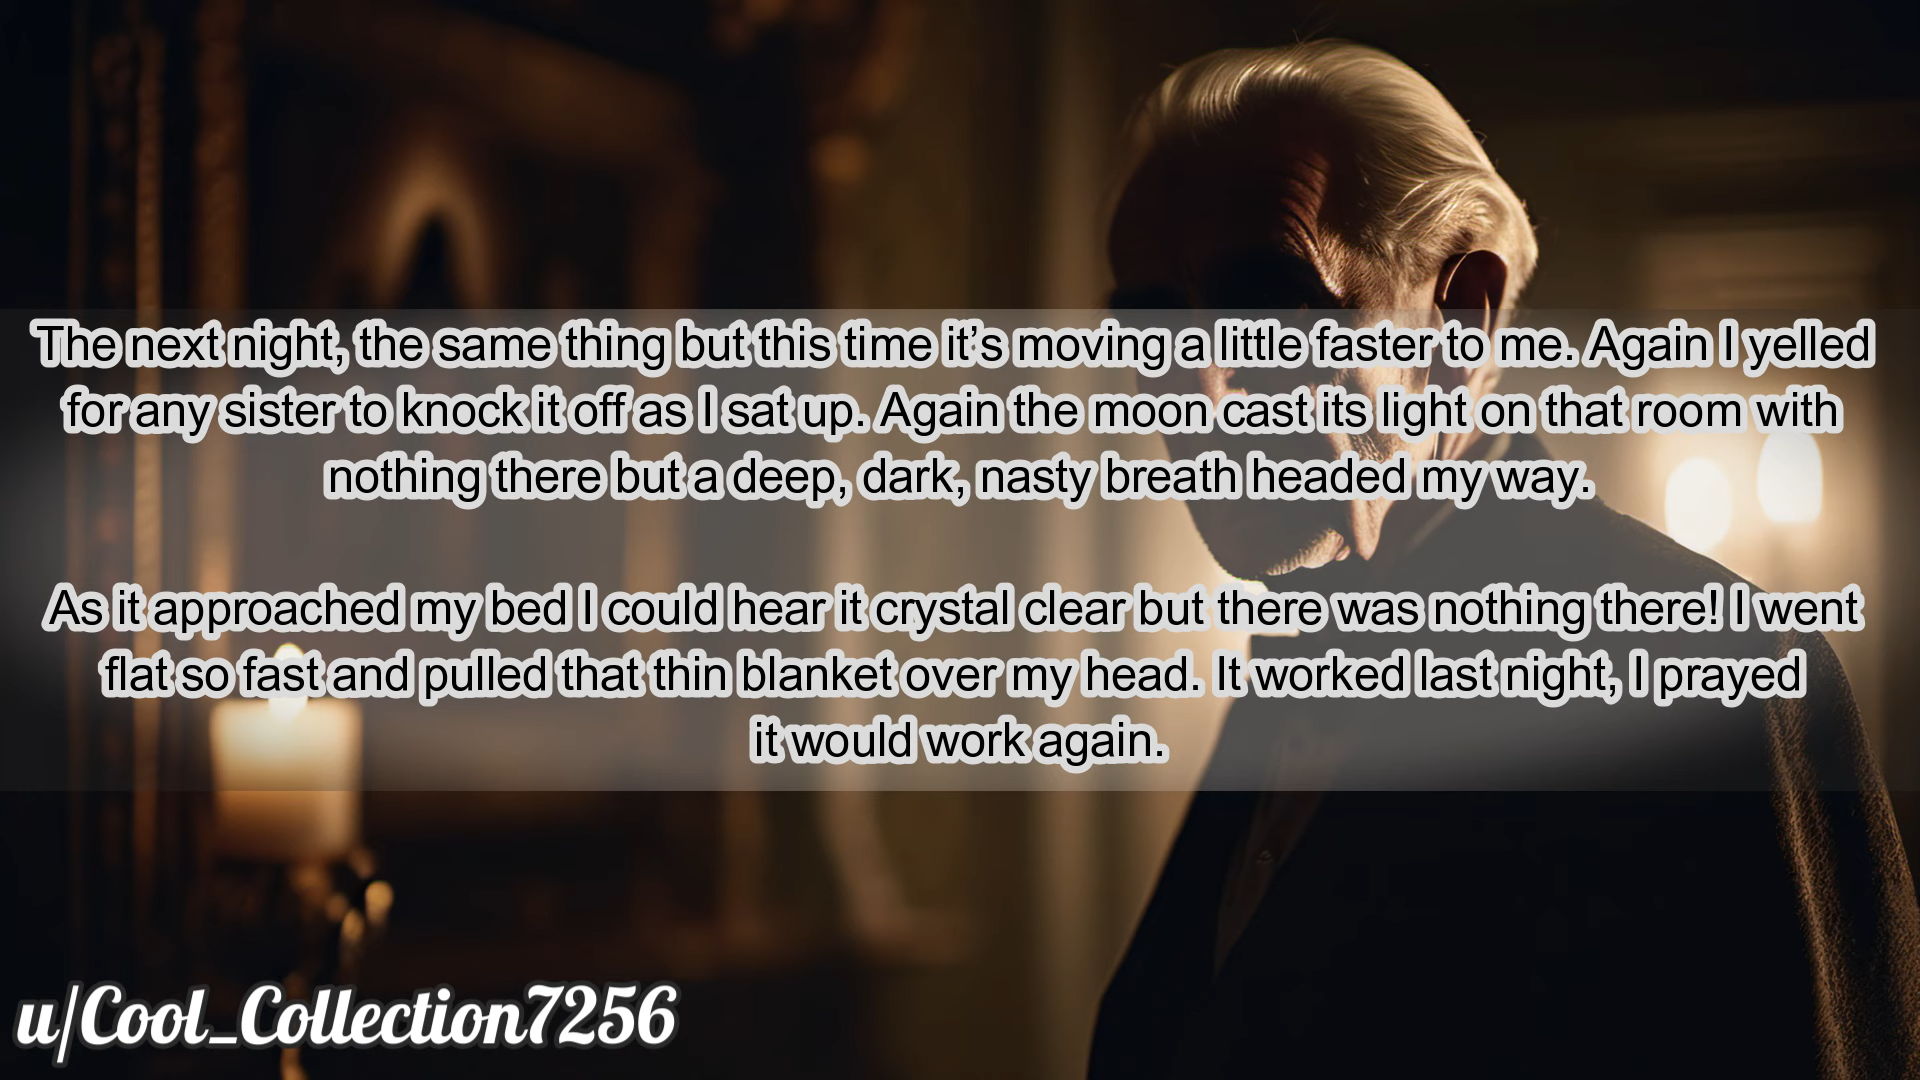 The next night, the same thing but this time it’s moving a little faster to me. Again I yelled
for any sister to knock it off as I sat up. Again the moon cast its light on that room with
nothing there but a deep, dark, nasty breath headed my way.
As it approached my bed I could hear it crystal clear but there was nothing there! I went
flat so fast and pulled that thin blanket over my head. It worked last night, I prayed
it would work again.
u/Cool_Collection7256